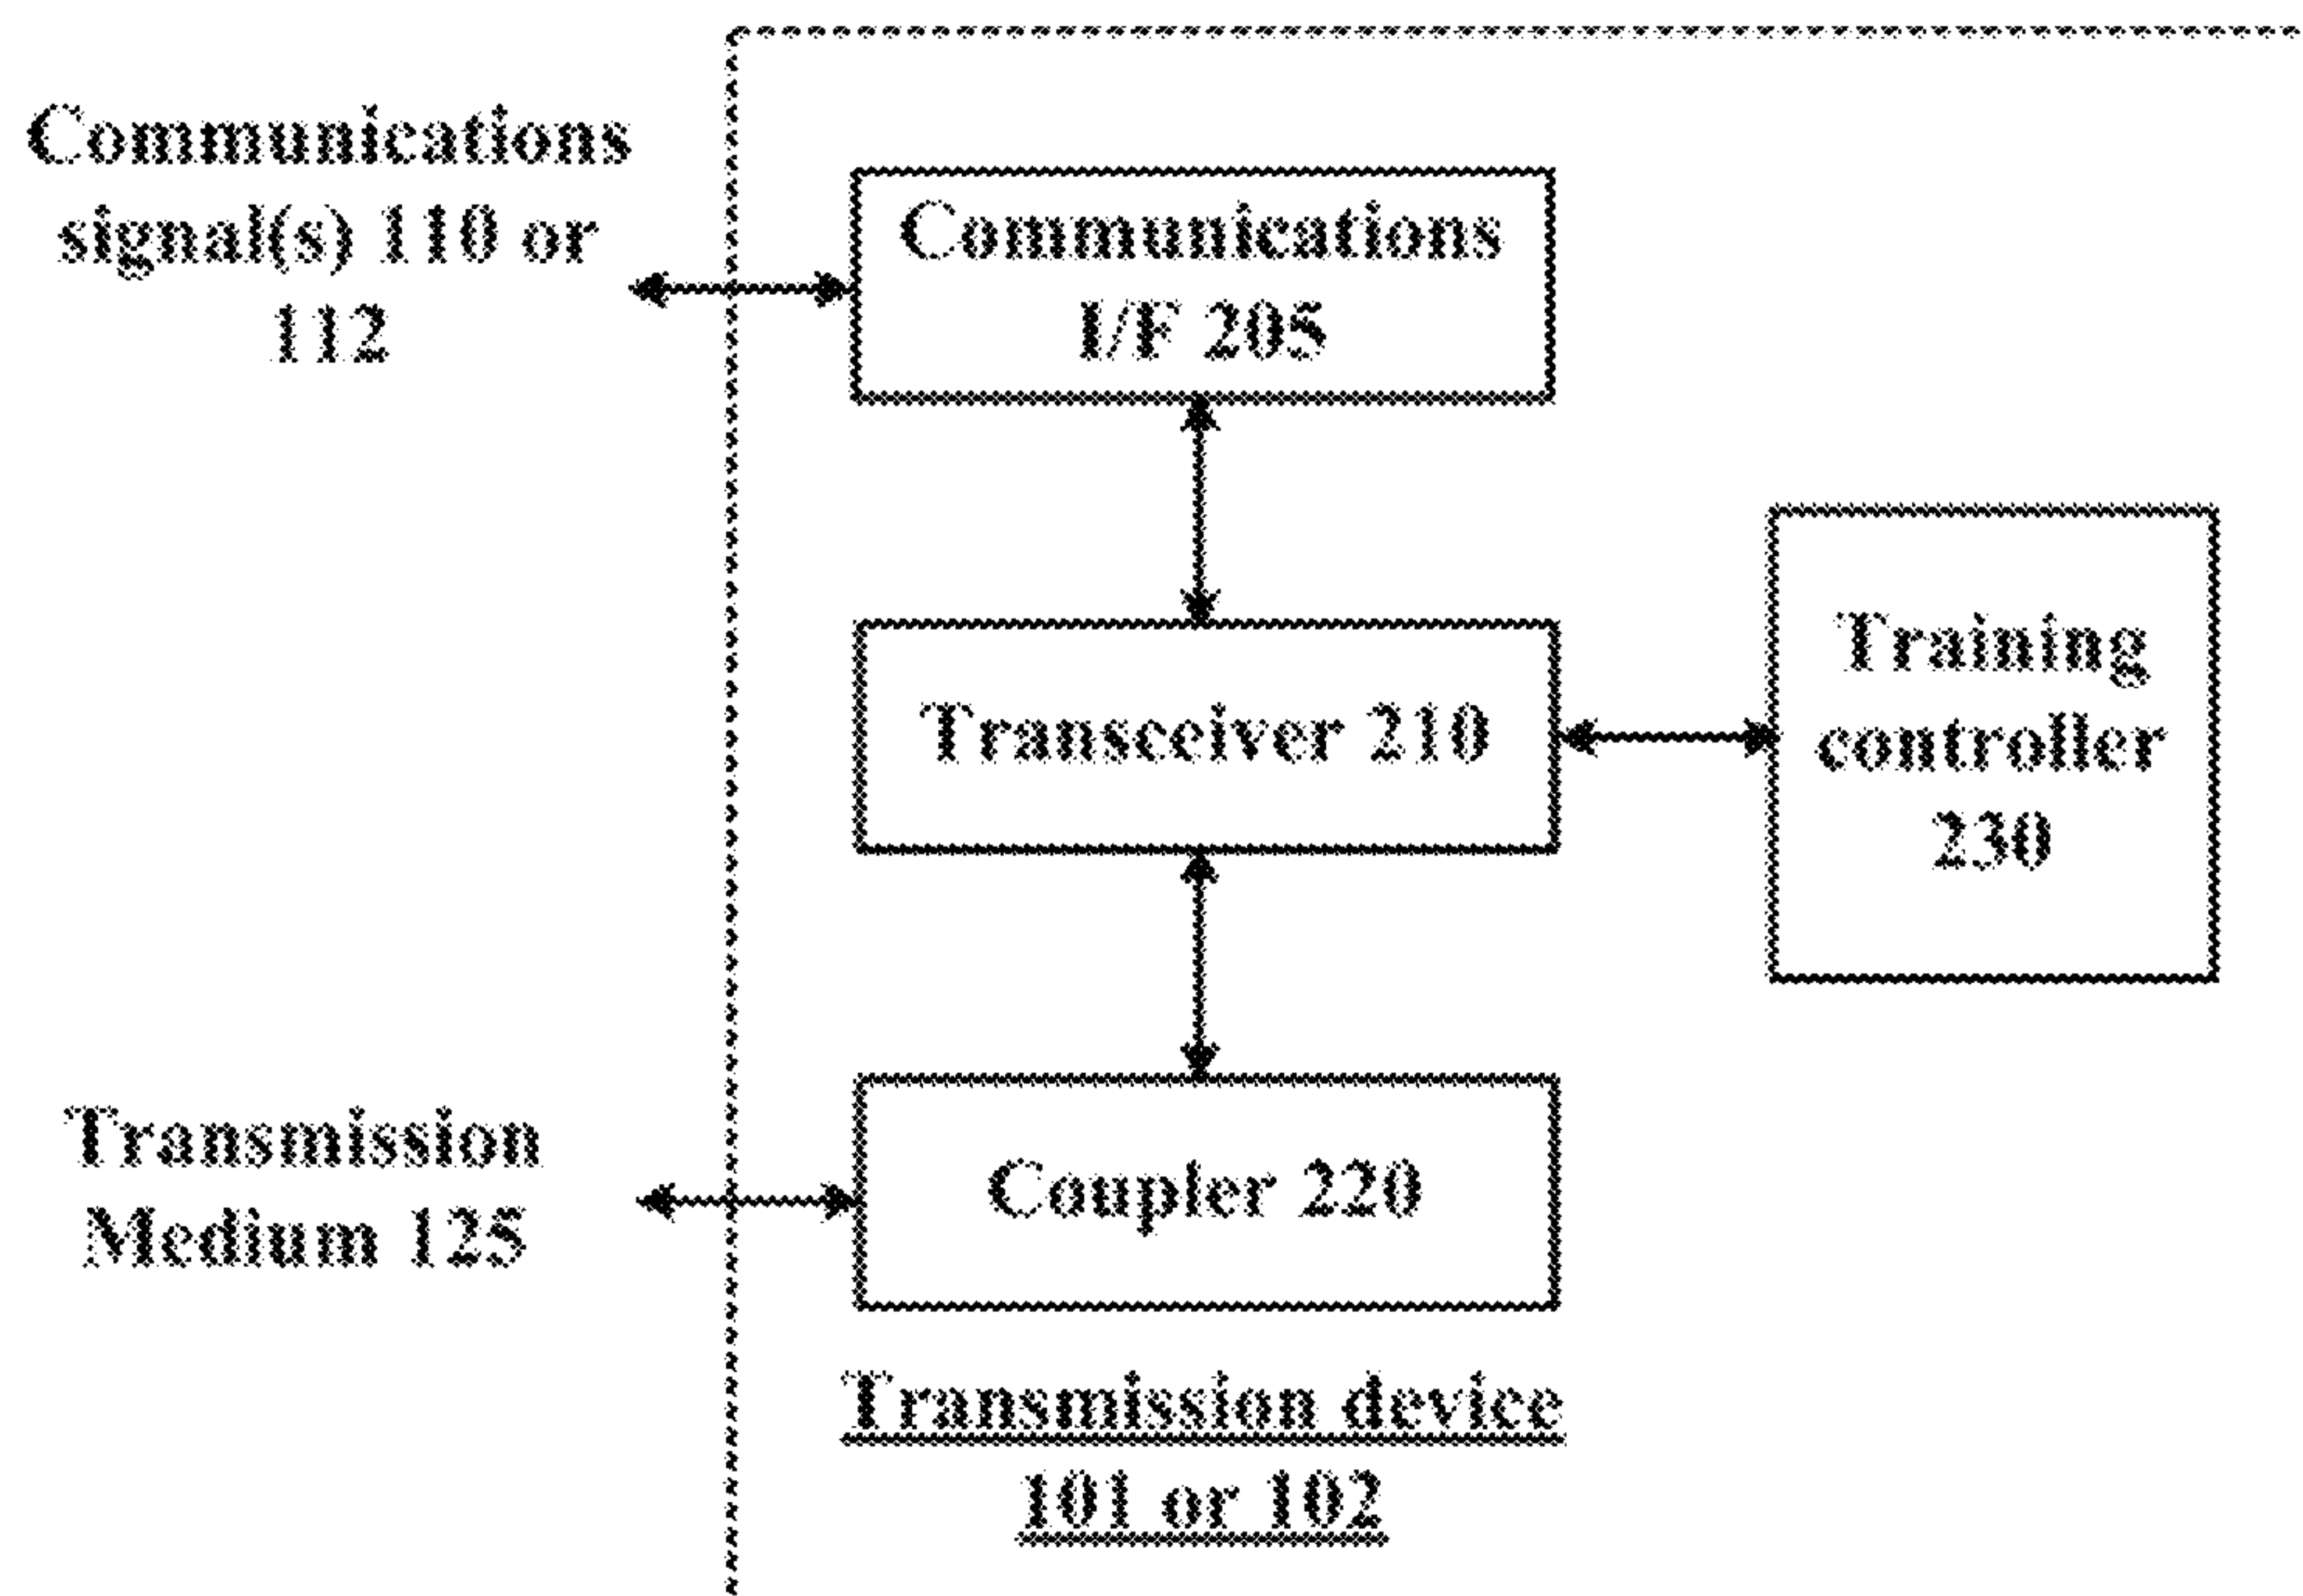 Communications
signal(s) 110 or
112
Communications
I/F 205
Training
controller
230
Transceiver 210
Transmission
Medium 125
Coupler 220
Transmission device
101 or 102